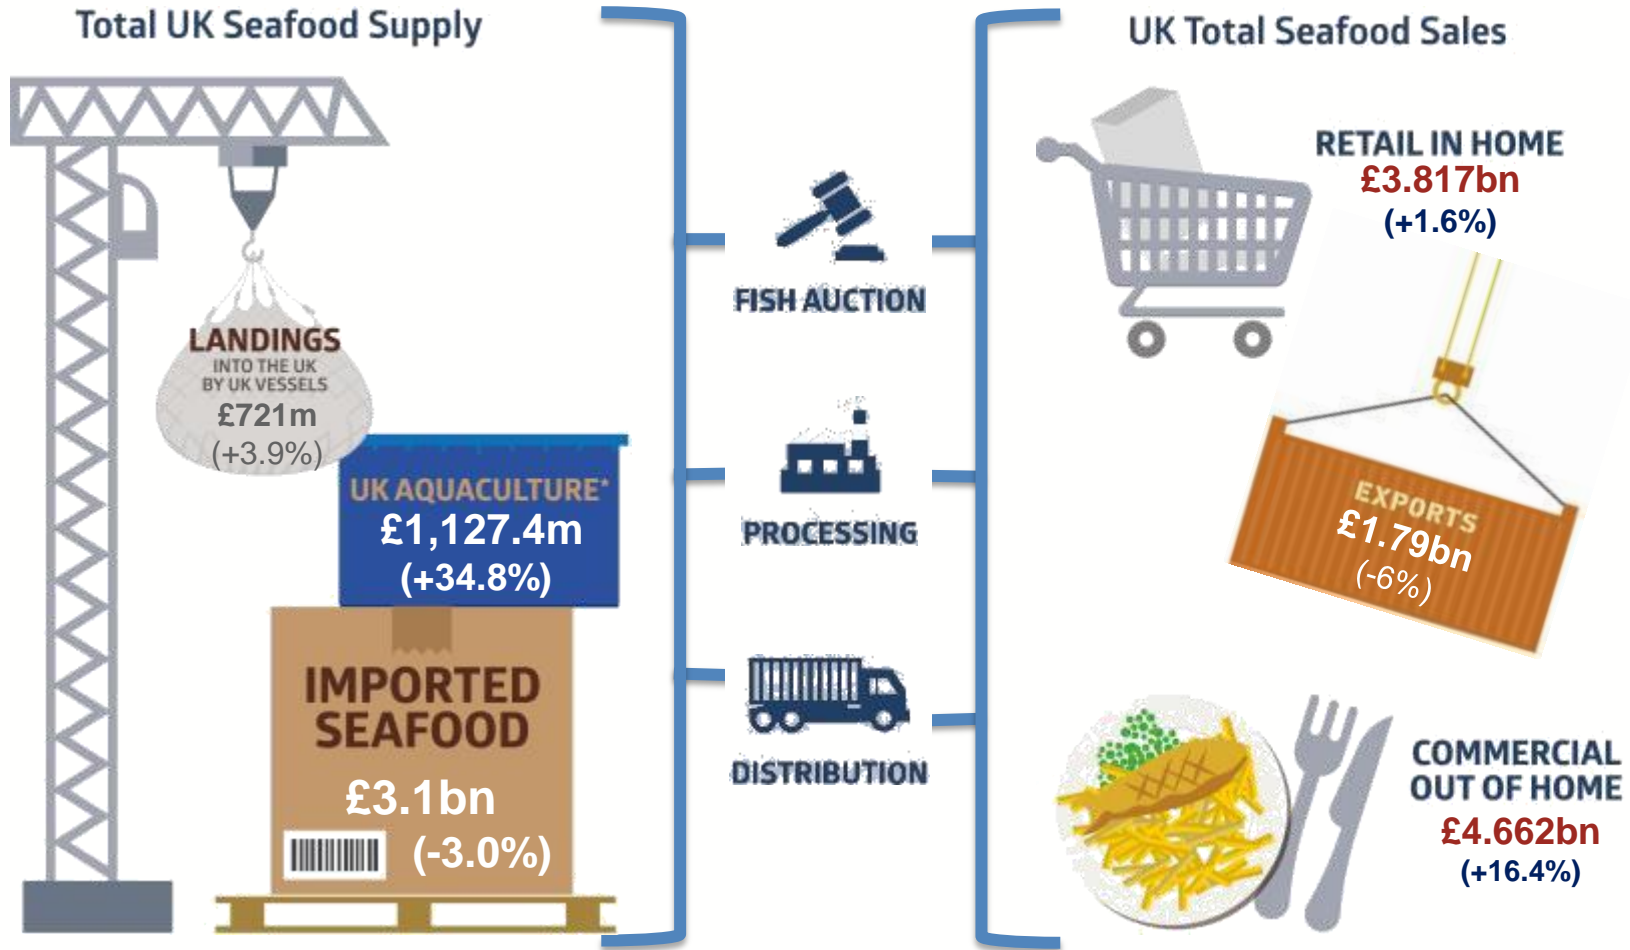 Total UK Seafood Supply
LANDINGS
INTO THE UK
BY UK VESSELS
£721m
(+3.9%)
UK AQUACULTURE*
£1,127.4m
(+34.8%)
IMPORTED
SEAFOOD
£3.1bn
(-3.0%)
FISH AUCTION
PROCESSING
DISTRIBUTION
UK Total Seafood Sales
RETAIL IN HOME
£3.817bn
(+1.6%)
EXPORTS
£1.79bn
(-6%)
COMMERCIAL
OUT OF HOME
£4.662bn
(+16.4%)